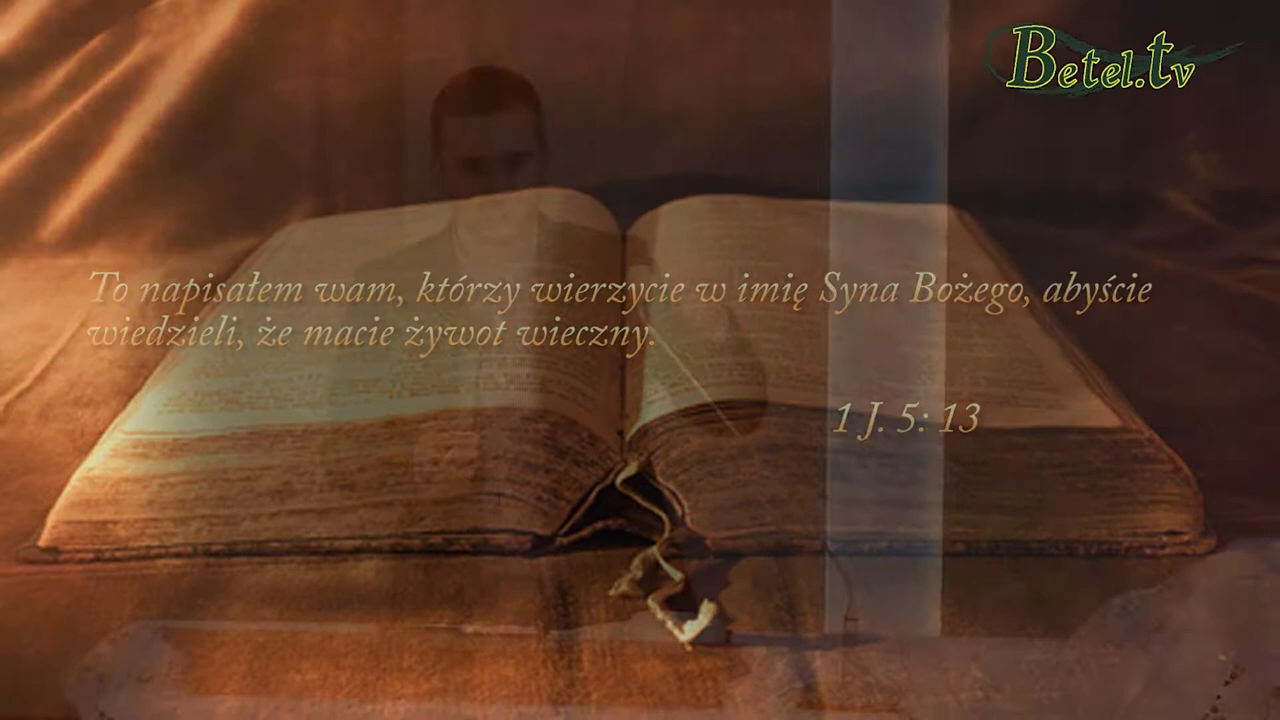 Betel.tv
To napisałem wam, którzy wierzycie w imię Syna Bożego, abyście
wiedzieli, że macie żywot wieczny.
1 J. 5: 13